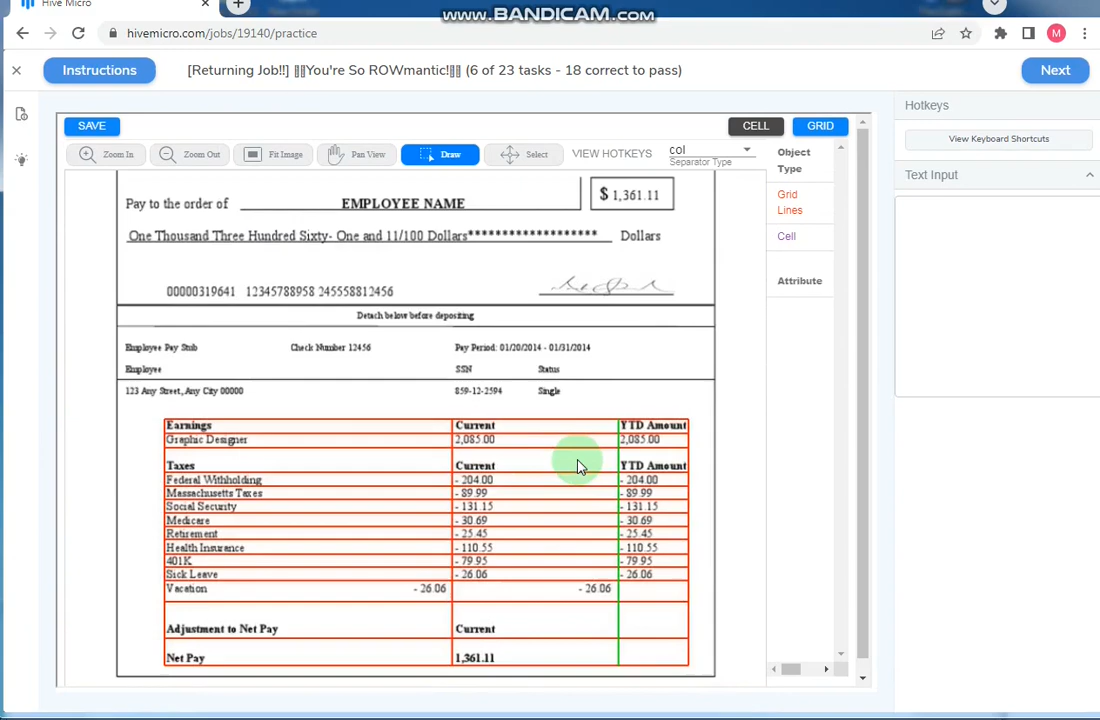 Hive Micro
www.BANDICAM.com
hivemicro.com/jobs/19140/practice
M
Instructions
[Returning Job!!] You're So ROWmantic! (6 of 23 tasks - 18 correct to pass)
Next
Hotkeys
View Keyboard Shortcuts
Text Input
SAVE
CELL
GRID
Zoom In
Zoom Out
Fit Image
Pan View
Draw
Select
VIEW HOTKEYS
col
Separator Type
Object Type
Grid Lines
Cell
Attribute
Pay to the order of EMPLOYEE NAME $ 1,361.11
One Thousand Three Hundred Sixty- One and 11/100 Dollars******************* Dollars
00000319641 12345788958 245558812456
Detach below before depositing
Employee Pay Stub Check Number 12456 Pay Period: 01/20/2014 - 01/31/2014
Employee SSN Status
123 Any Street, Any City 00000 859-12-2594 Single
Earnings Current YTD Amount
Graphic Designer 2,085.00 2,085.00
Taxes Current YTD Amount
Federal Withholding - 204.00 - 204.00
Massachusetts Taxes - 89.99 - 89.99
Social Security - 131.15 - 131.15
Medicare - 30.69 - 30.69
Retirement - 25.45 - 25.45
Health Insurance - 110.55 - 110.55
401K - 79.95 - 79.95
Sick Leave - 26.06 - 26.06
Vacation - 26.06 - 26.06
Adjustment to Net Pay Current
Net Pay 1,361.11